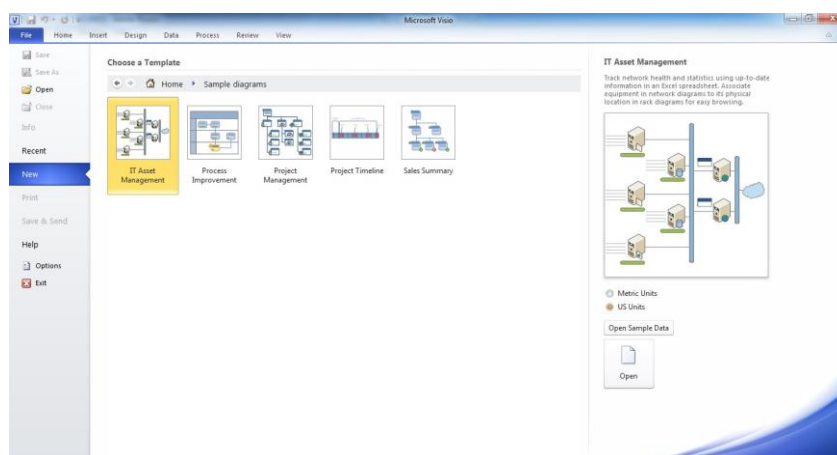 Microsoft Visio
File Home Insert Design Data Process Review View
Save
Save As
Open
Close
Info
Recent
New
Print
Save & Send
Help
Options
Exit
Choose a Template
Home Sample diagrams
IT Asset
Management
Process
Improvement
Project
Management
Project Timeline
Sales Summary
IT Asset Management
Track network health and statistics using up-to-date
information in an Excel spreadsheet. Associate
equipment in network diagrams to its physical
location in rack diagrams for easy browsing.
Metric Units
US Units
Open Sample Data
Open